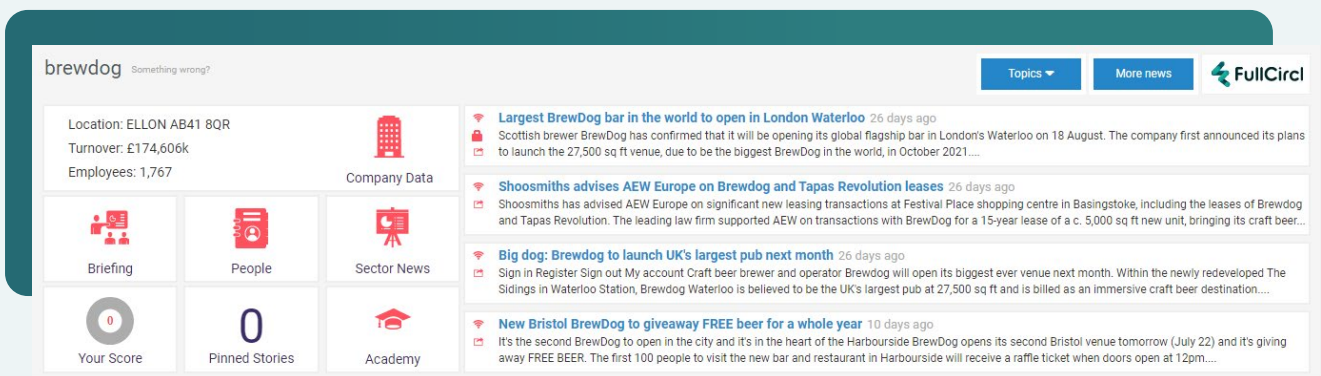 brewdog Something wrong?
Topics
More news
FullCircl
Location: ELLON AB41 8QR
Turnover: £174,606k
Employees: 1,767
Company Data
Briefing
People
Sector News
0
Your Score
0
Pinned Stories
Academy
Largest BrewDog bar in the world to open in London Waterloo 26 days ago
Scottish brewer BrewDog has confirmed that it will be opening its global flagship bar in London's Waterloo on 18 August. The company first announced its plans
to launch the 27,500 sq ft venue, due to be the biggest BrewDog in the world, in October 2021....
Shoosmiths advises AEW Europe on Brewdog and Tapas Revolution leases 26 days ago
Shoosmiths has advised AEW Europe on significant new leasing transactions at Festival Place shopping centre in Basingstoke, including the leases of Brewdog
and Tapas Revolution. The leading law firm supported AEW on transactions with BrewDog for a 15-year lease of a c. 5,000 sq ft new unit, bringing its craft beer...
Big dog: Brewdog to launch UK's largest pub next month 26 days ago
Sign in Register Sign out My account Craft beer brewer and operator Brewdog will open its biggest ever venue next month. Within the newly redeveloped The
Sidings in Waterloo Station, Brewdog Waterloo is believed to be the UK's largest pub at 27,500 sq ft and is billed as an immersive craft beer destination....
New Bristol BrewDog to giveaway FREE beer for a whole year 10 days ago
It's the second BrewDog to open in the city and it's in the heart of the Harbourside BrewDog opens its second Bristol venue tomorrow (July 22) and it's giving
away FREE BEER. The first 100 people to visit the new bar and restaurant in Harbourside will receive a raffle ticket when doors open at 12pm....